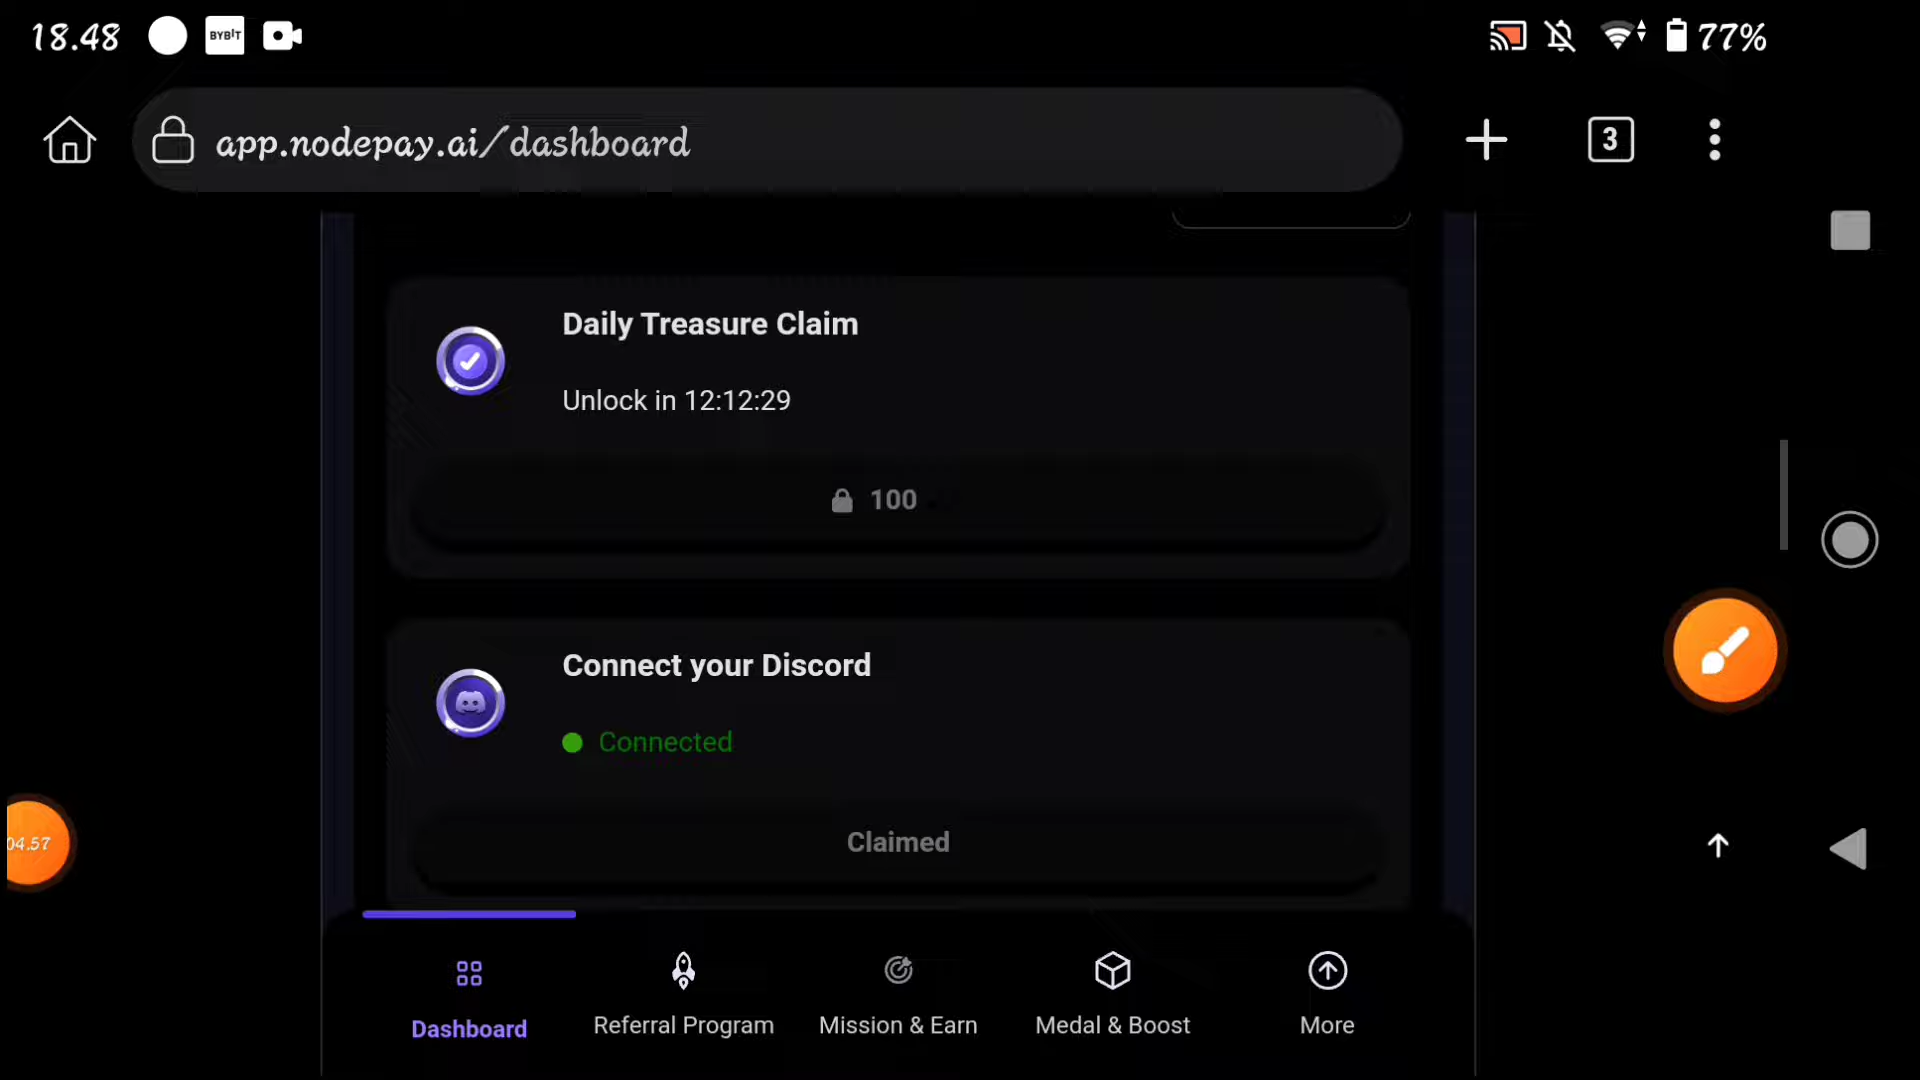 18.48 BYBIT 77%
app.nodepay.ai/dashboard 3
Daily Treasure Claim
Unlock in 12:12:29
100
Connect your Discord
Connected
04.57
Claimed
Dashboard Referral Program Mission & Earn Medal & Boost More